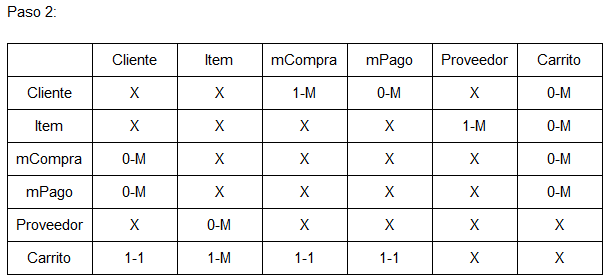 Paso 2:
Cliente Item mCompra mPago Proveedor Carrito
Cliente X X 1-M 0-M X 0-M
Item X X X X 1-M 0-M
mCompra 0-M X X X X 0-M
mPago 0-M X X X X 0-M
Proveedor X 0-M X X X X
Carrito 1-1 1-M 1-1 1-1 X X